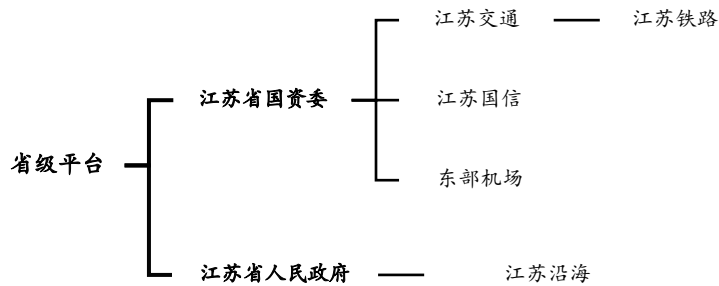 江苏交通
江苏铁路
江苏省国资委
江苏国信
省级平台
东部机场
江苏省人民政府
江苏沿海